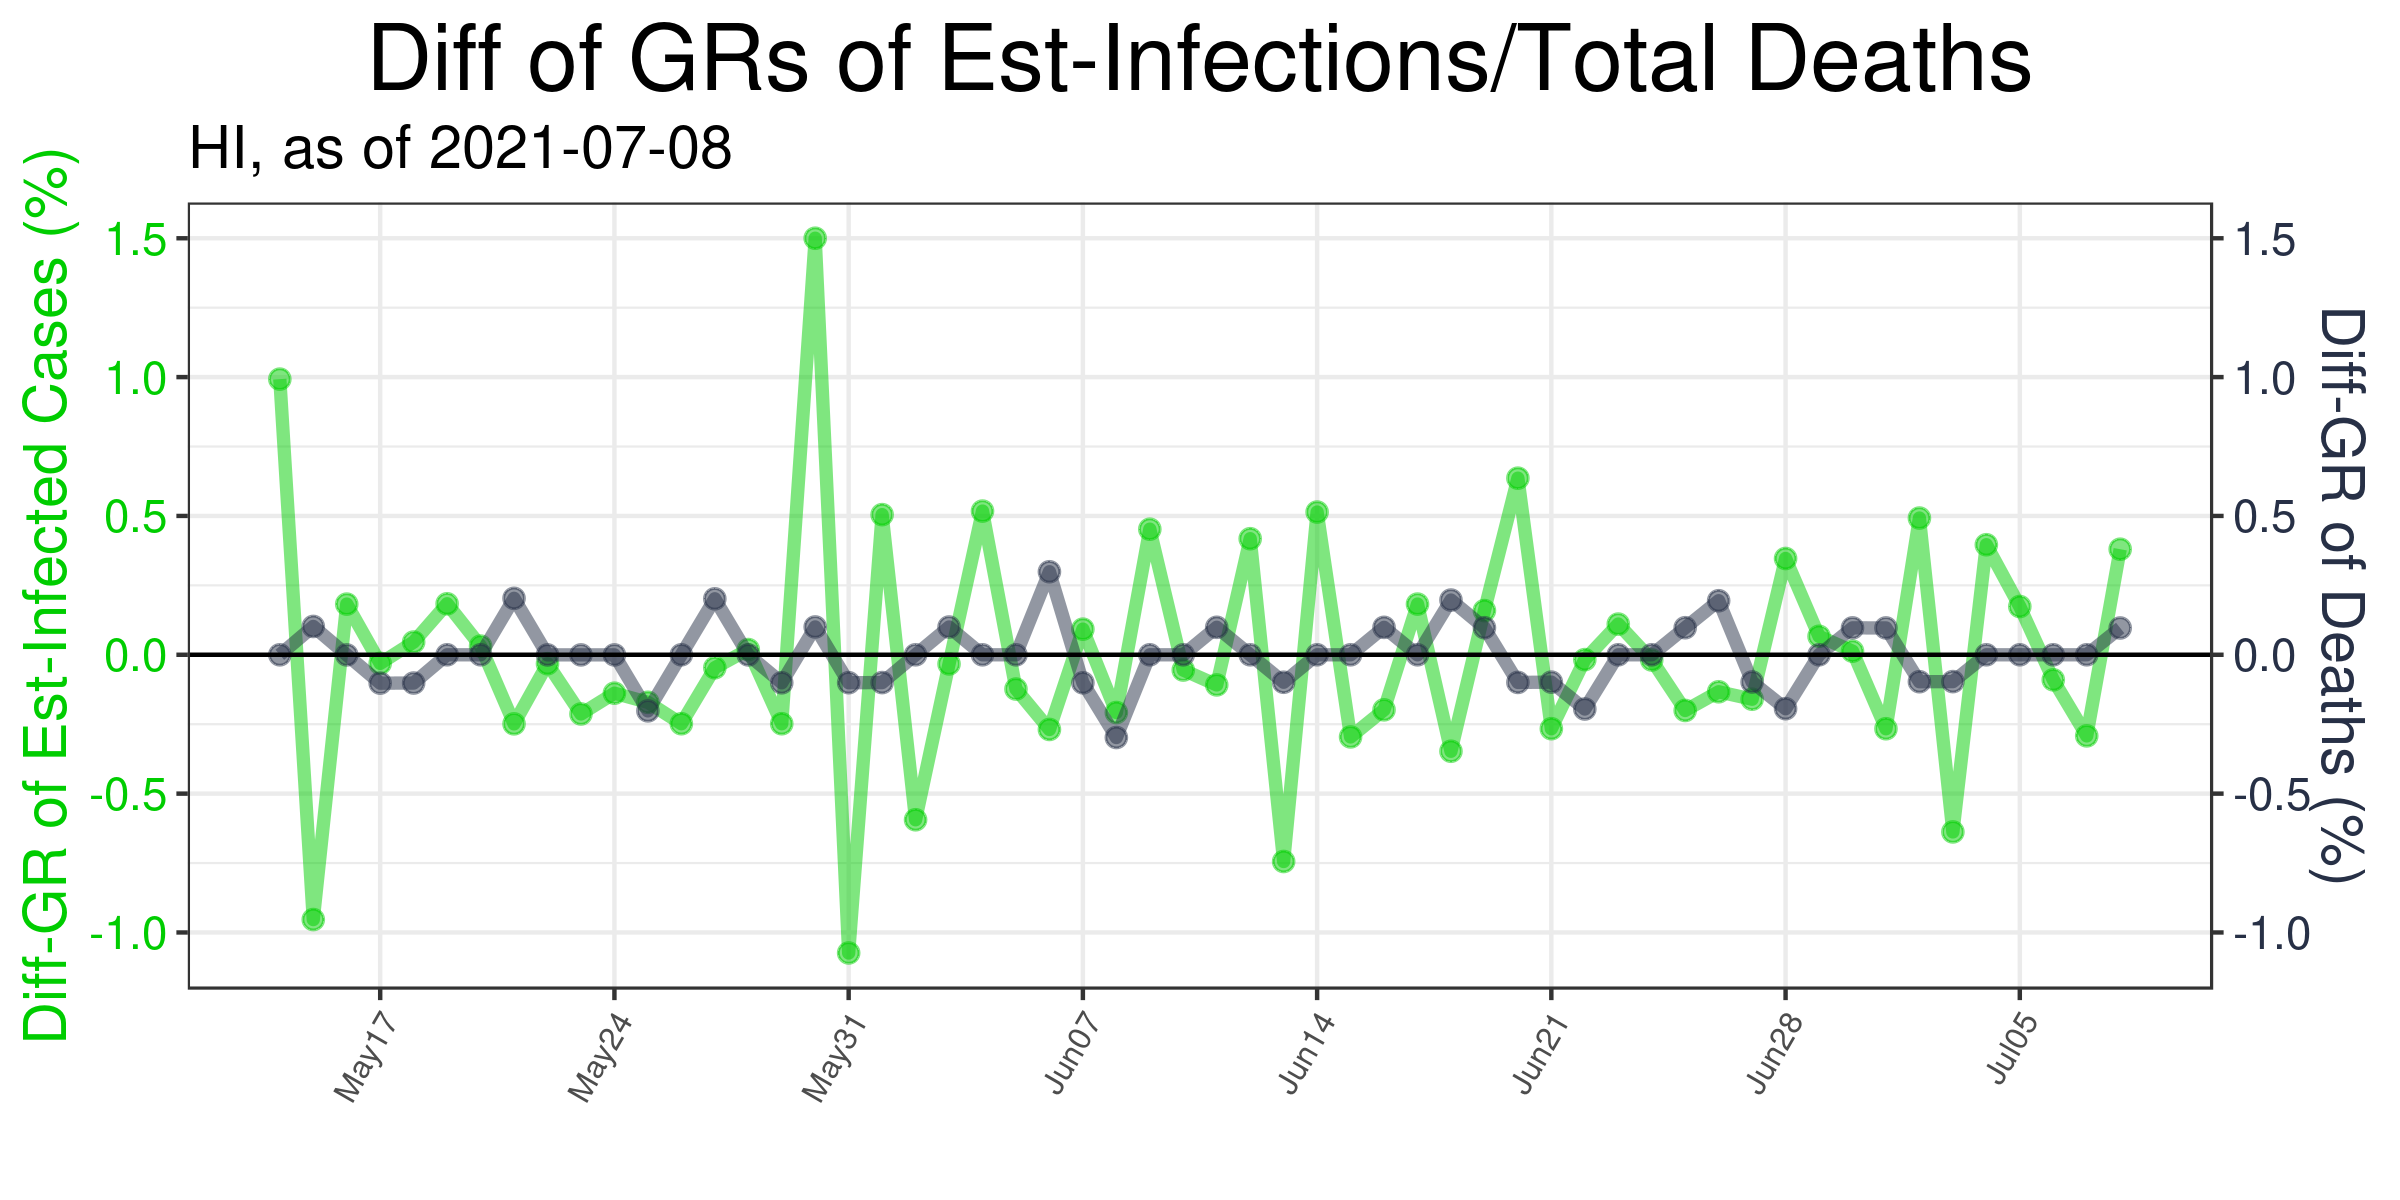 Diff of GRs of Est-Infections/Total Deaths
HI, as of 2021-07-08
Diff-GR of Est-Infected Cases (%)
1.5
1.0
0.5
0.0
-0.5
-1.0
1.5
1.0
0.5
0.0
-0.5
-1.0
Diff-GR of Deaths (%)
May17
May24
May31
Jun07
Jun14
Jun21
Jun28
Jul05